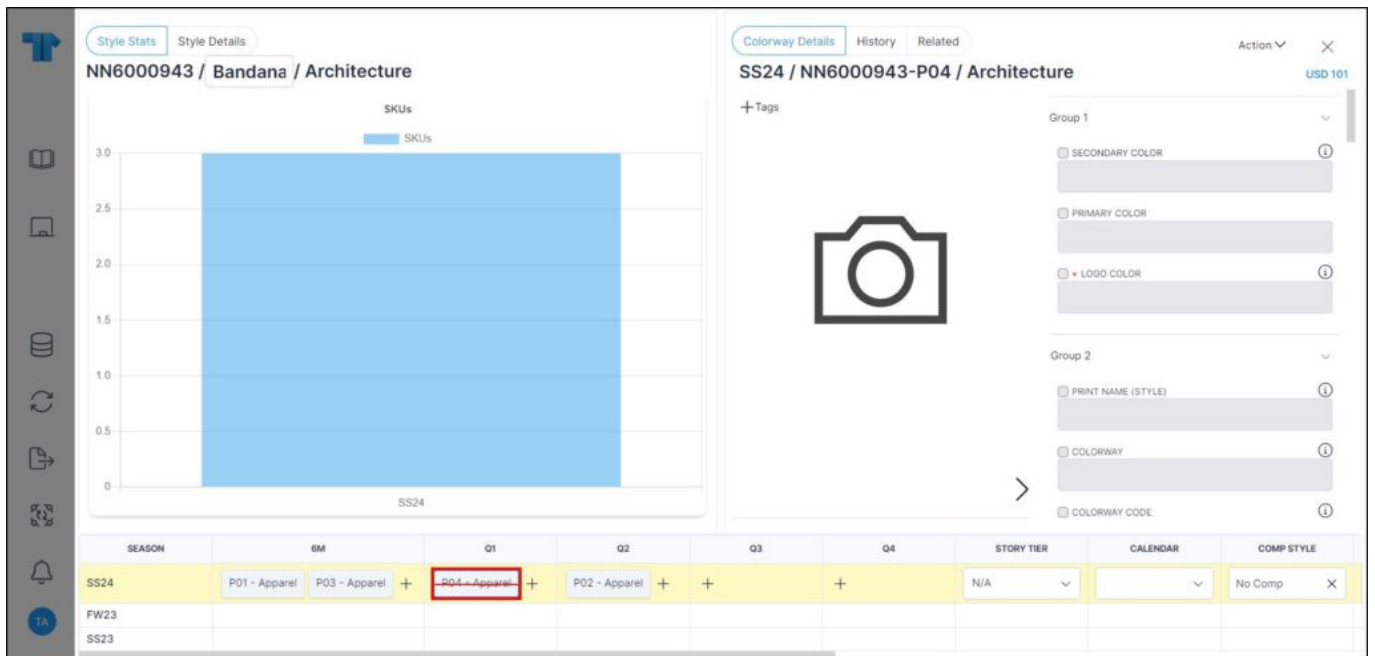 Style Stats Style Details
NN6000943 / Bandana / Architecture
SKUs
SKUs
3.0
2.5
2.0
1.5
1.0
0.5
0
SS24
Colorway Details History Related
Action
SS24 / NN6000943-P04 / Architecture
USD 101
+Tags
Group 1
SECONDARY COLOR
PRIMARY COLOR
* LOGO COLOR
Group 2
PRINT NAME (STYLE)
COLORWAY
COLORWAY CODE
SEASON 6M Q1 Q2 Q3 Q4 STORY TIER CALENDAR COMP STYLE
SS24 P01 - Apparel P03 - Apparel + P04 - Apparel + P02 - Apparel + + + N/A No Comp X
FW23
SS23
TA